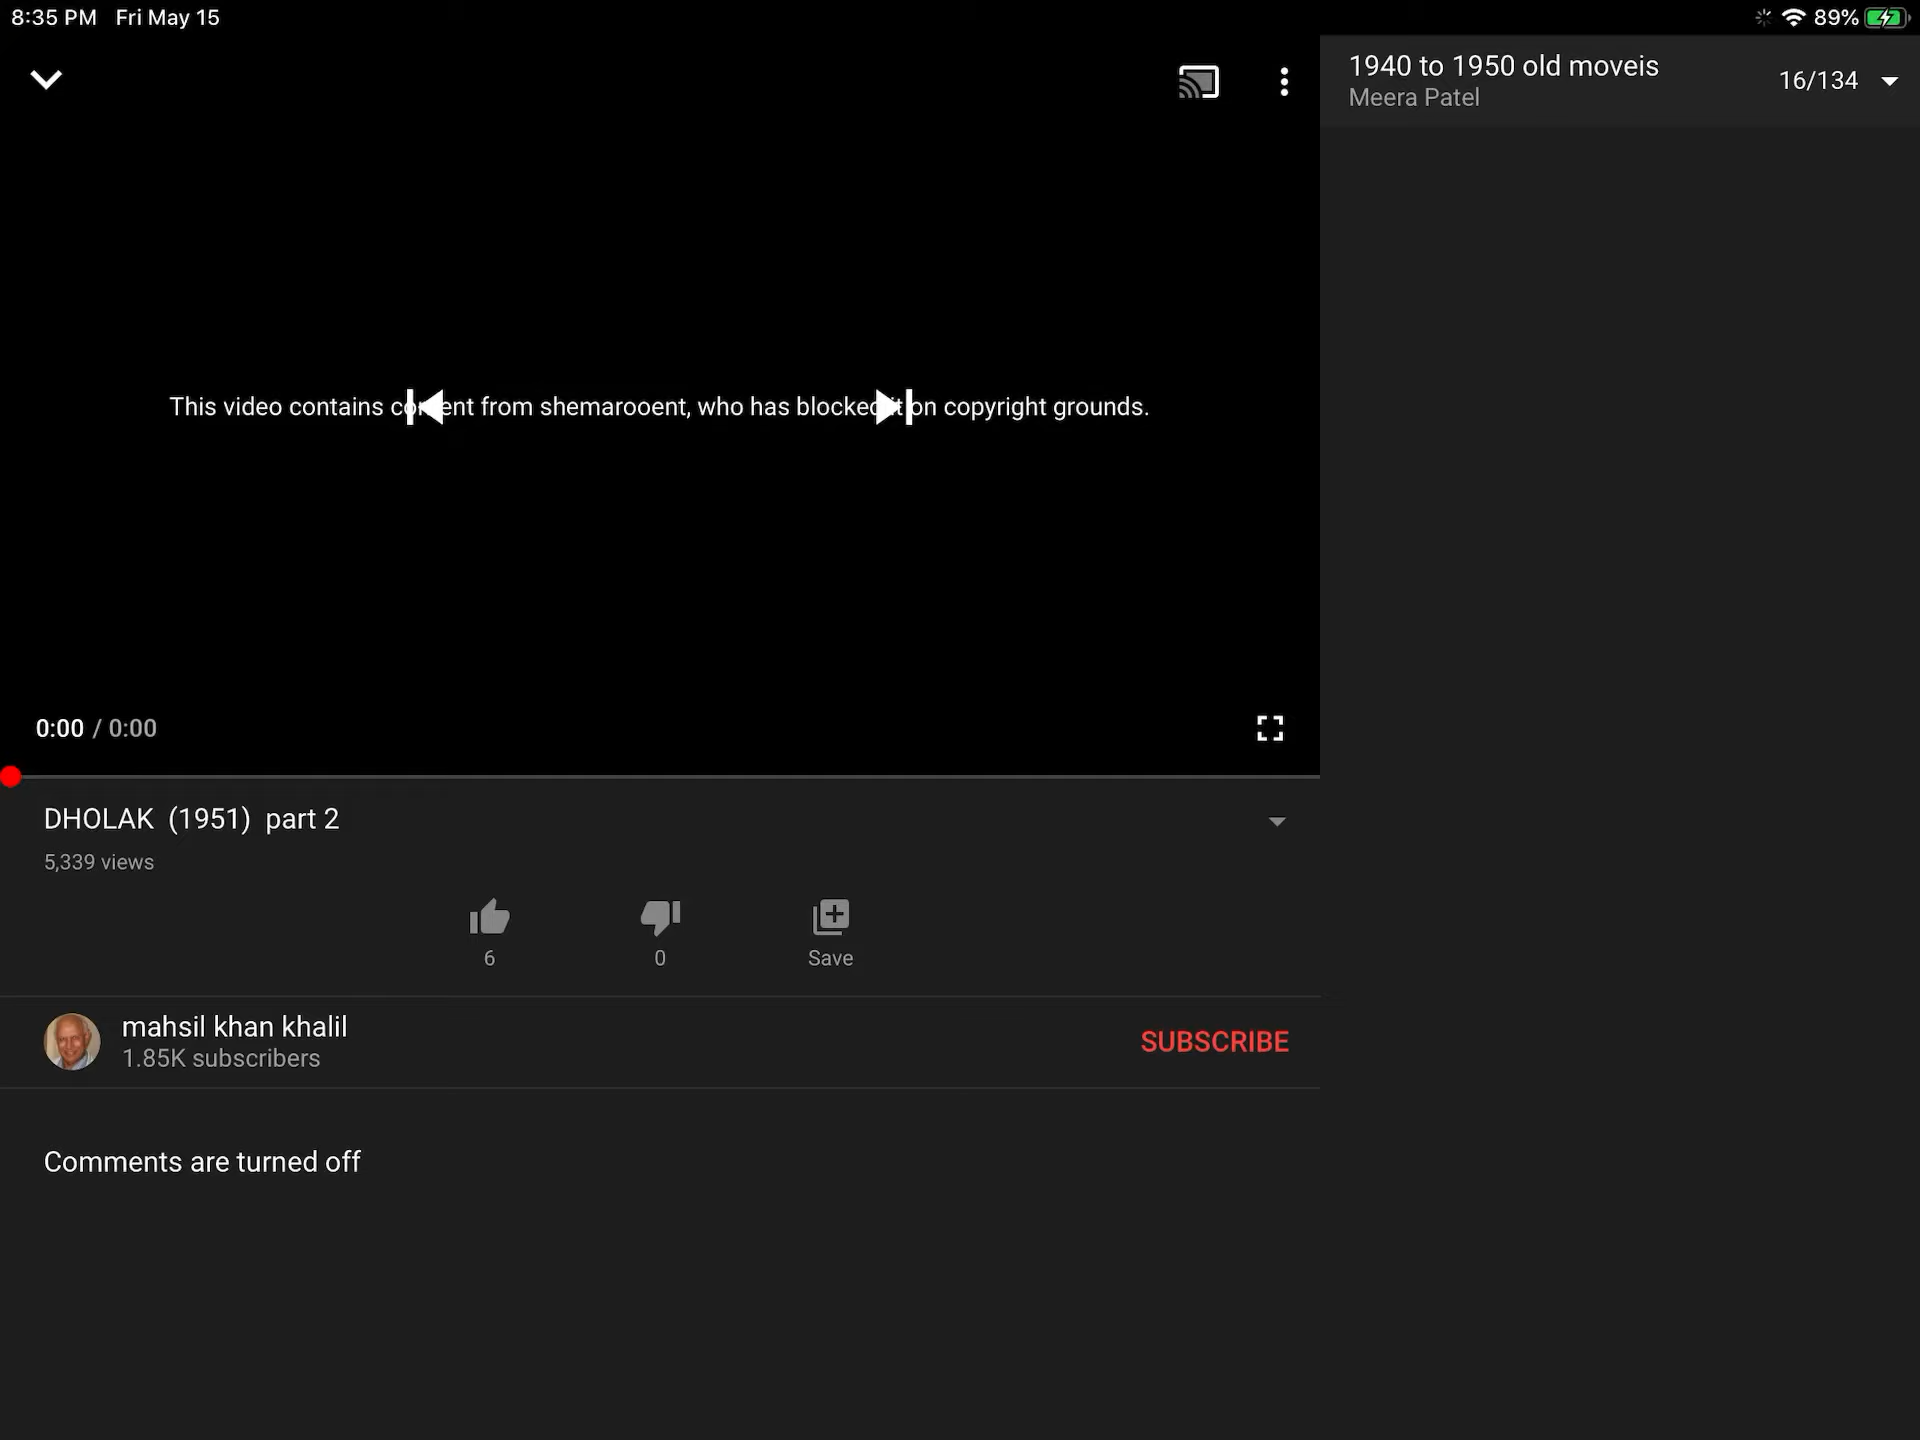 8:35 PM Fri May 15
89%
1940 to 1950 old moveis
Meera Patel
16/134
This video contains content from shemarooent, who has blocked it on copyright grounds.
0:00 / 0:00
DHOLAK (1951) part 2
5,339 views
6
0
Save
mahsil khan khalil
1.85K subscribers
SUBSCRIBE
Comments are turned off